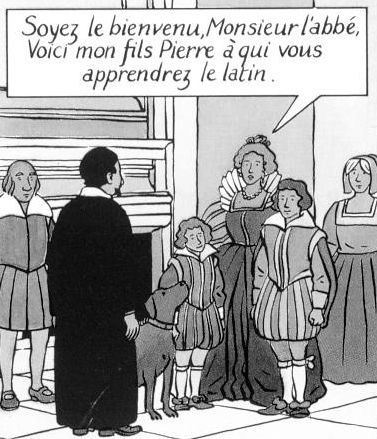 Soyez le bienvenu, Monsieur l'abbé,
Voici mon fils Pierre à qui vous
apprendrez le latin.